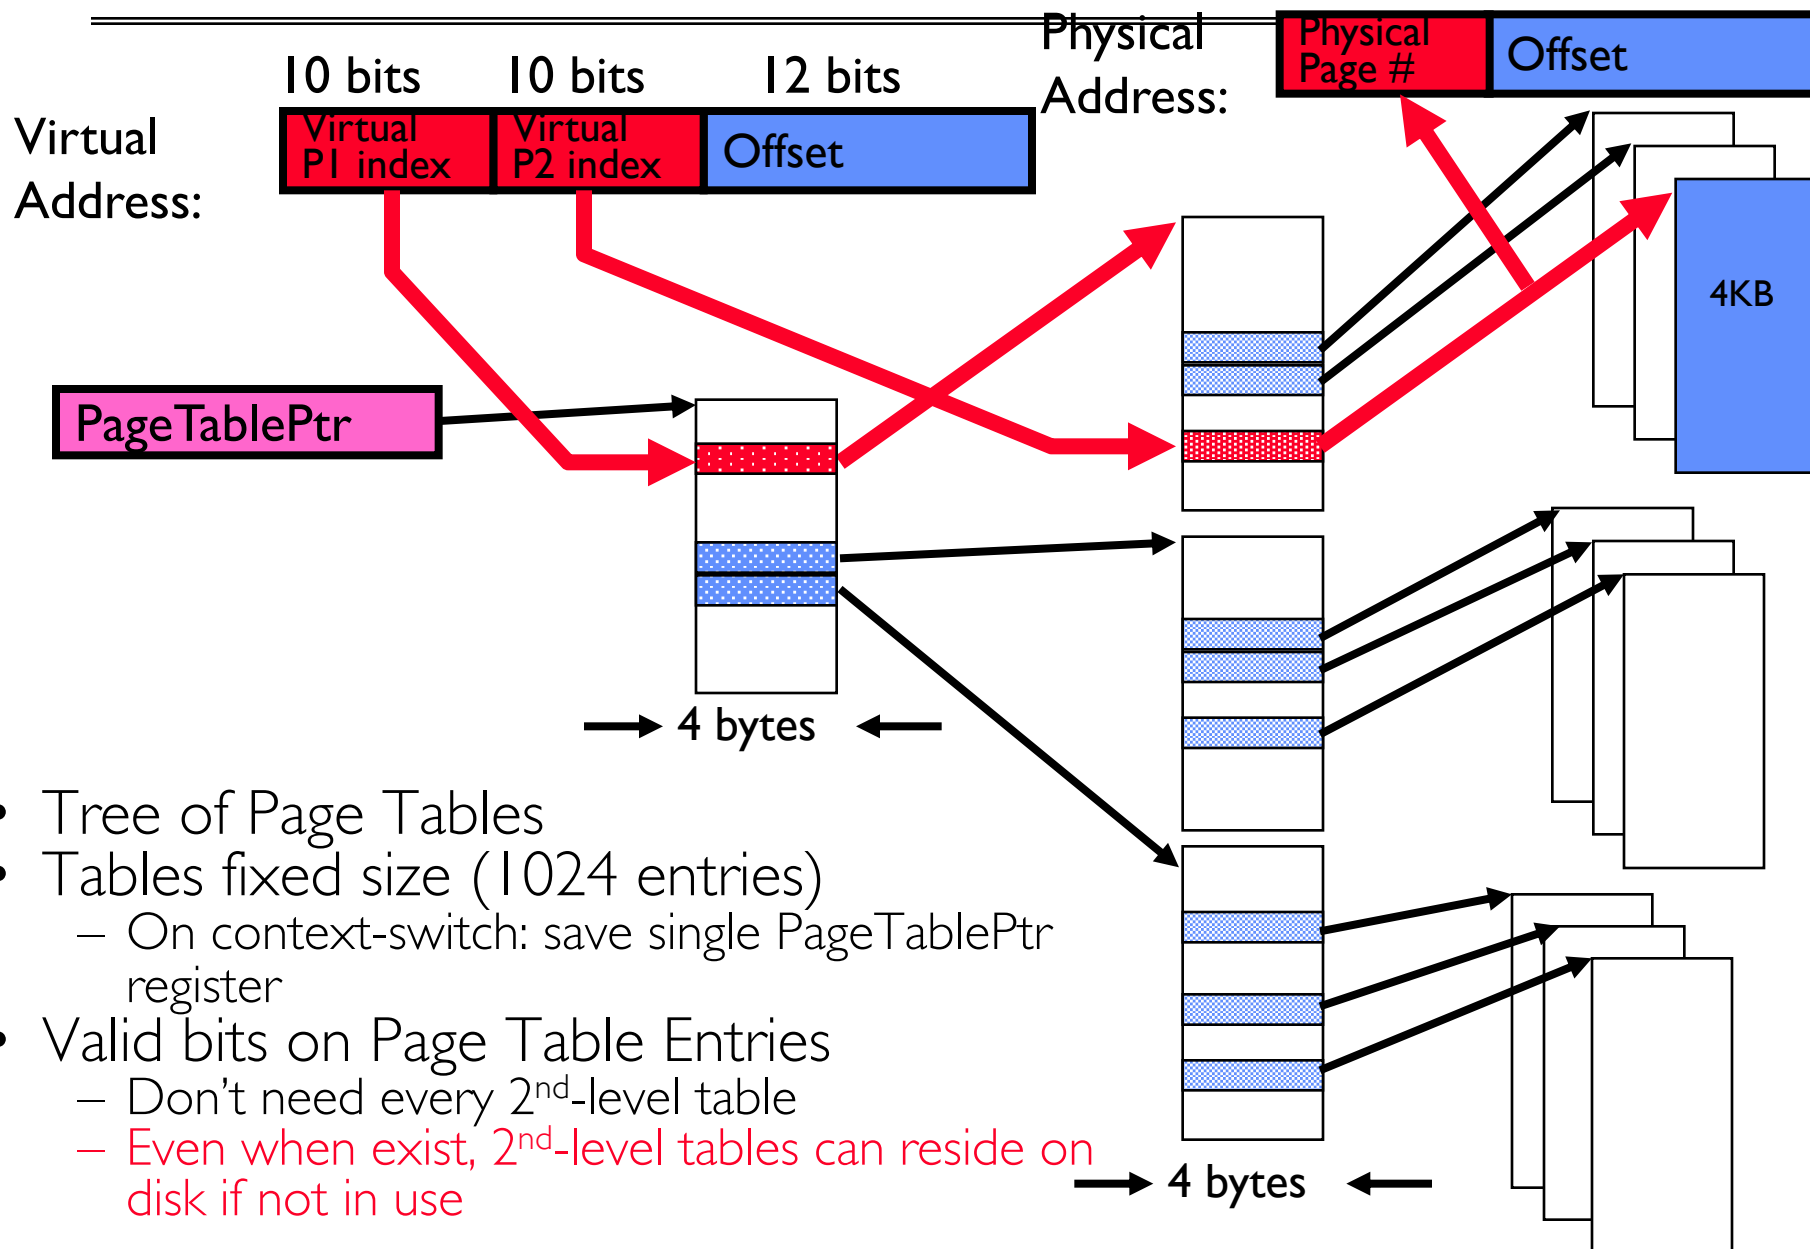 10 bits 10 bits 12 bits
Virtual
Address:
Virtual
P1 index
Virtual
P2 index
Offset
Physical
Address:
Physical
Page #
Offset
4KB
PageTablePtr
4 bytes
• Tree of Page Tables
• Tables fixed size (1024 entries)
– On context-switch: save single PageTablePtr
register
• Valid bits on Page Table Entries
– Don't need every 2nd-level table
– Even when exist, 2nd-level tables can reside on
disk if not in use
4 bytes